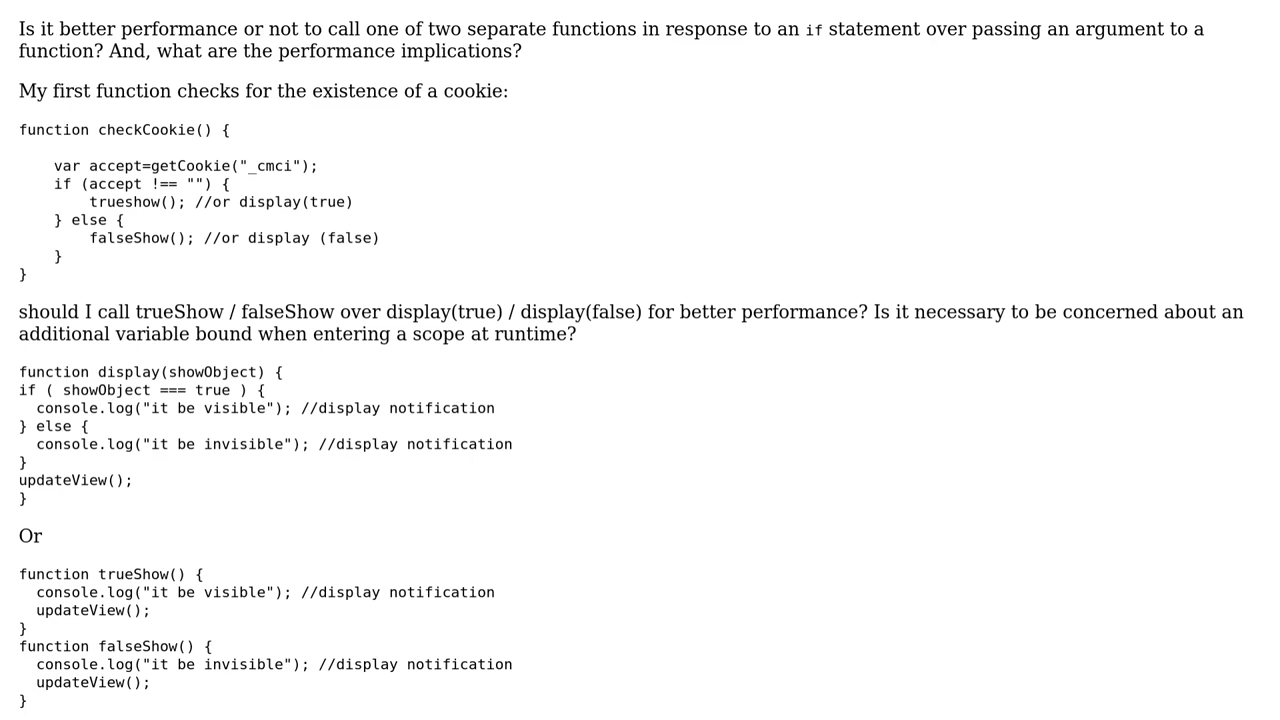 Is it better performance or not to call one of two separate functions in response to an if statement over passing an argument to a
function? And, what are the performance implications?
My first function checks for the existence of a cookie:
function checkCookie() {
    var accept=getCookie("_cmci");
    if (accept !== "") {
        trueshow(); //or display(true)
    } else {
        falseShow(); //or display (false)
    }
}
should I call trueShow / falseShow over display(true) / display(false) for better performance? Is it necessary to be concerned about an
additional variable bound when entering a scope at runtime?
function display(showObject) {
if ( showObject === true ) {
  console.log("it be visible"); //display notification
} else {
  console.log("it be invisible"); //display notification
}
updateView();
}
Or
function trueShow() {
  console.log("it be visible"); //display notification
  updateView();
}
function falseShow() {
  console.log("it be invisible"); //display notification
  updateView();
}